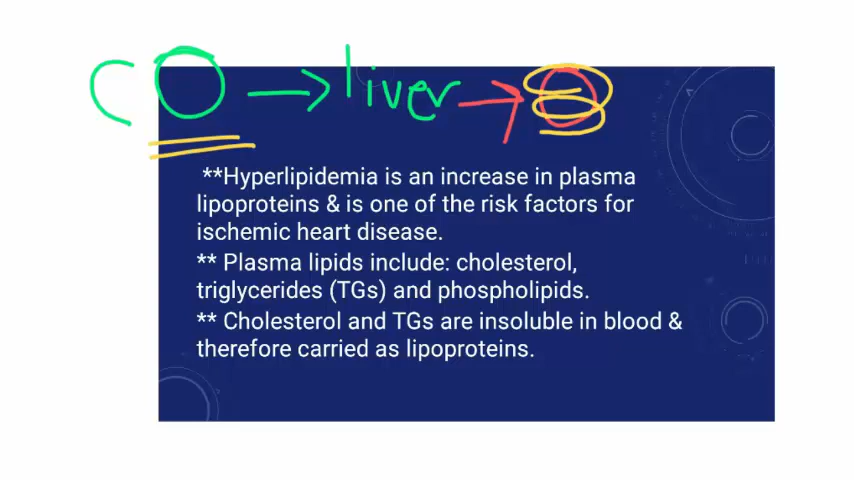 CO → liver →
**Hyperlipidemia is an increase in plasma
lipoproteins & is one of the risk factors for
ischemic heart disease.
** Plasma lipids include: cholesterol,
triglycerides (TGs) and phospholipids.
** Cholesterol and TGs are insoluble in blood &
therefore carried as lipoproteins.